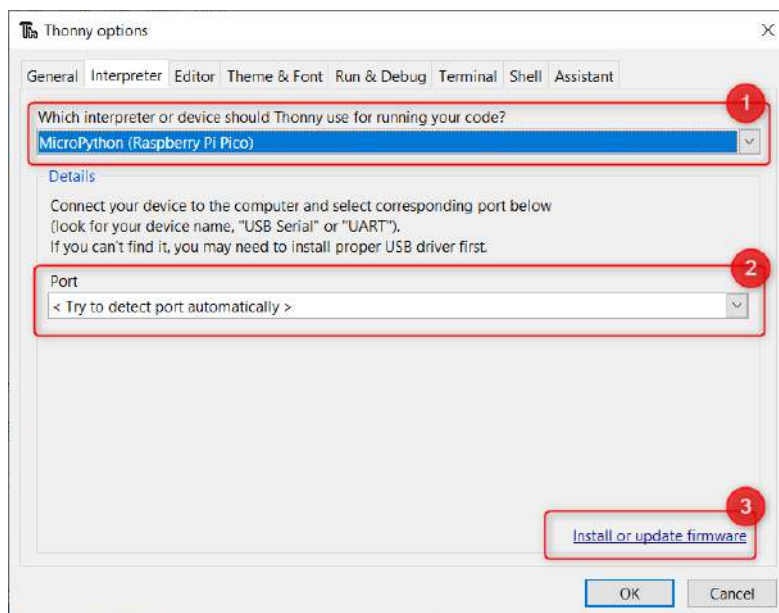 Thonny options
General Interpreter Editor Theme & Font Run & Debug Terminal Shell Assistant
1
Which interpreter or device should Thonny use for running your code?
MicroPython (Raspberry Pi Pico)
Details
Connect your device to the computer and select corresponding port below
(look for your device name, "USB Serial" or "UART").
If you can't find it, you may need to install proper USB driver first.
2
Port
< Try to detect port automatically >
3
Install or update firmware
OK Cancel